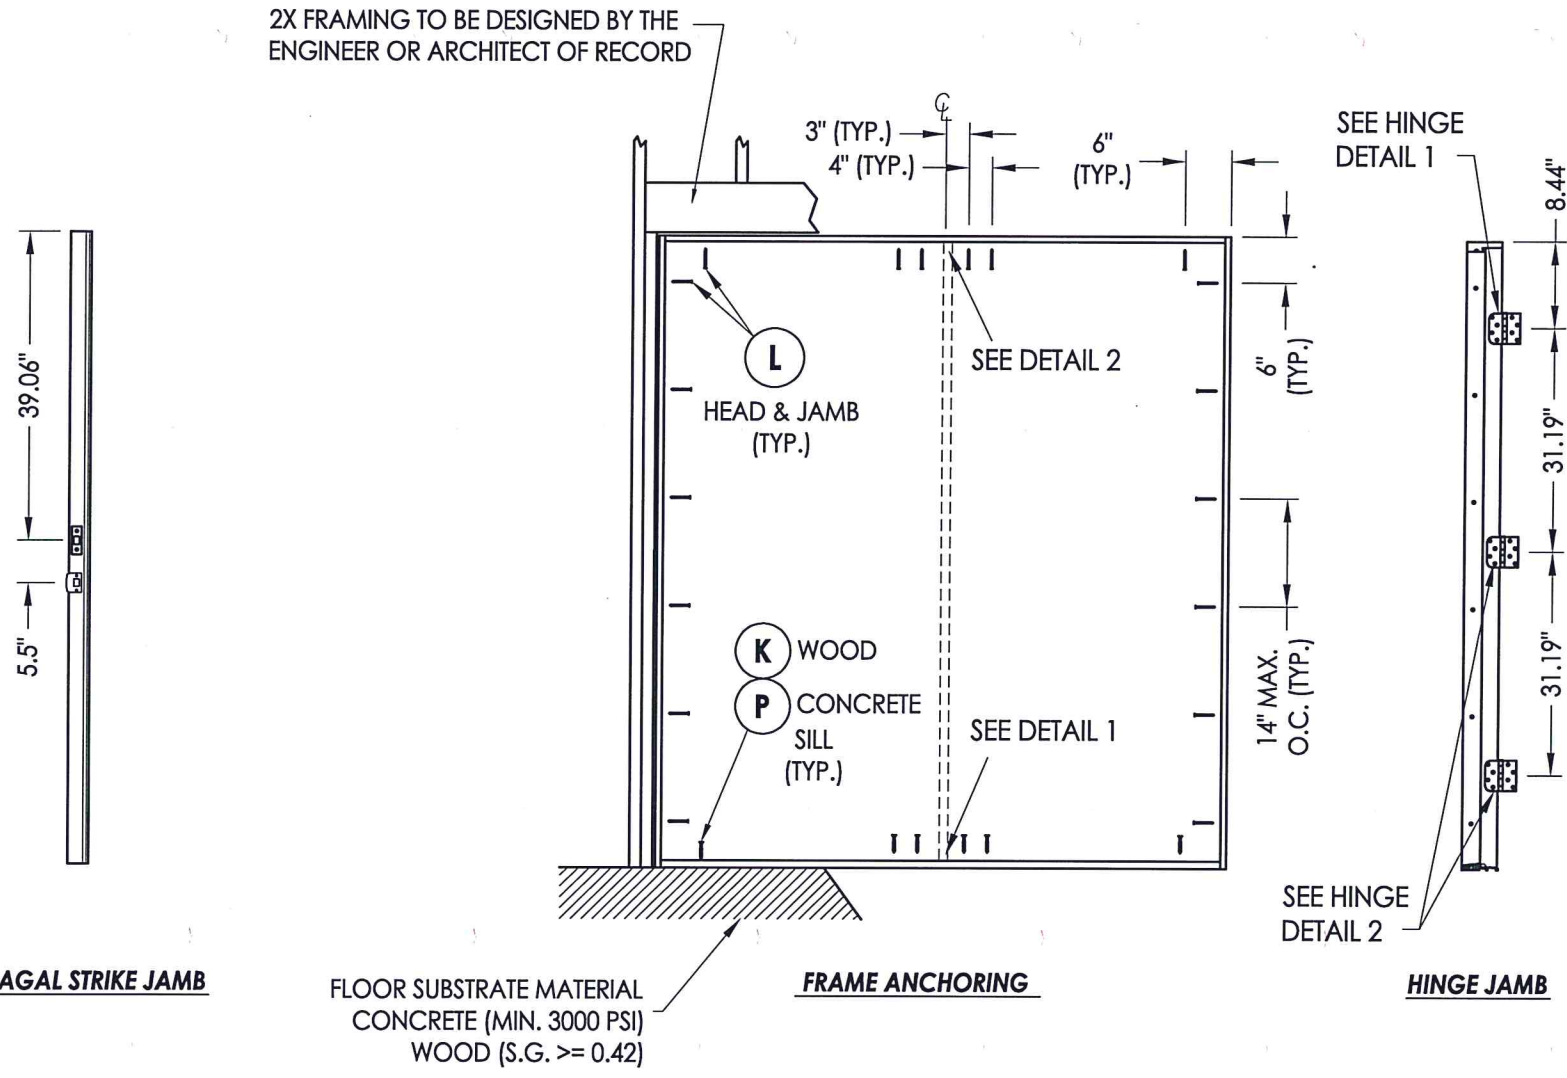 2X FRAMING TO BE DESIGNED BY THE
ENGINEER OR ARCHITECT OF RECORD
℄
3" (TYP.)
4" (TYP.)
6"
(TYP.)
SEE HINGE
DETAIL 1
8.44"
39.06"
L
HEAD & JAMB
(TYP.)
SEE DETAIL 2
6"
(TYP.)
31.19"
5.5"
K WOOD
P CONCRETE
SILL
(TYP.)
SEE DETAIL 1
14" MAX.
O.C. (TYP.)
31.19"
SEE HINGE
DETAIL 2
AGAL STRIKE JAMB
FLOOR SUBSTRATE MATERIAL
CONCRETE (MIN. 3000 PSI)
WOOD (S.G. >= 0.42)
FRAME ANCHORING
HINGE JAMB